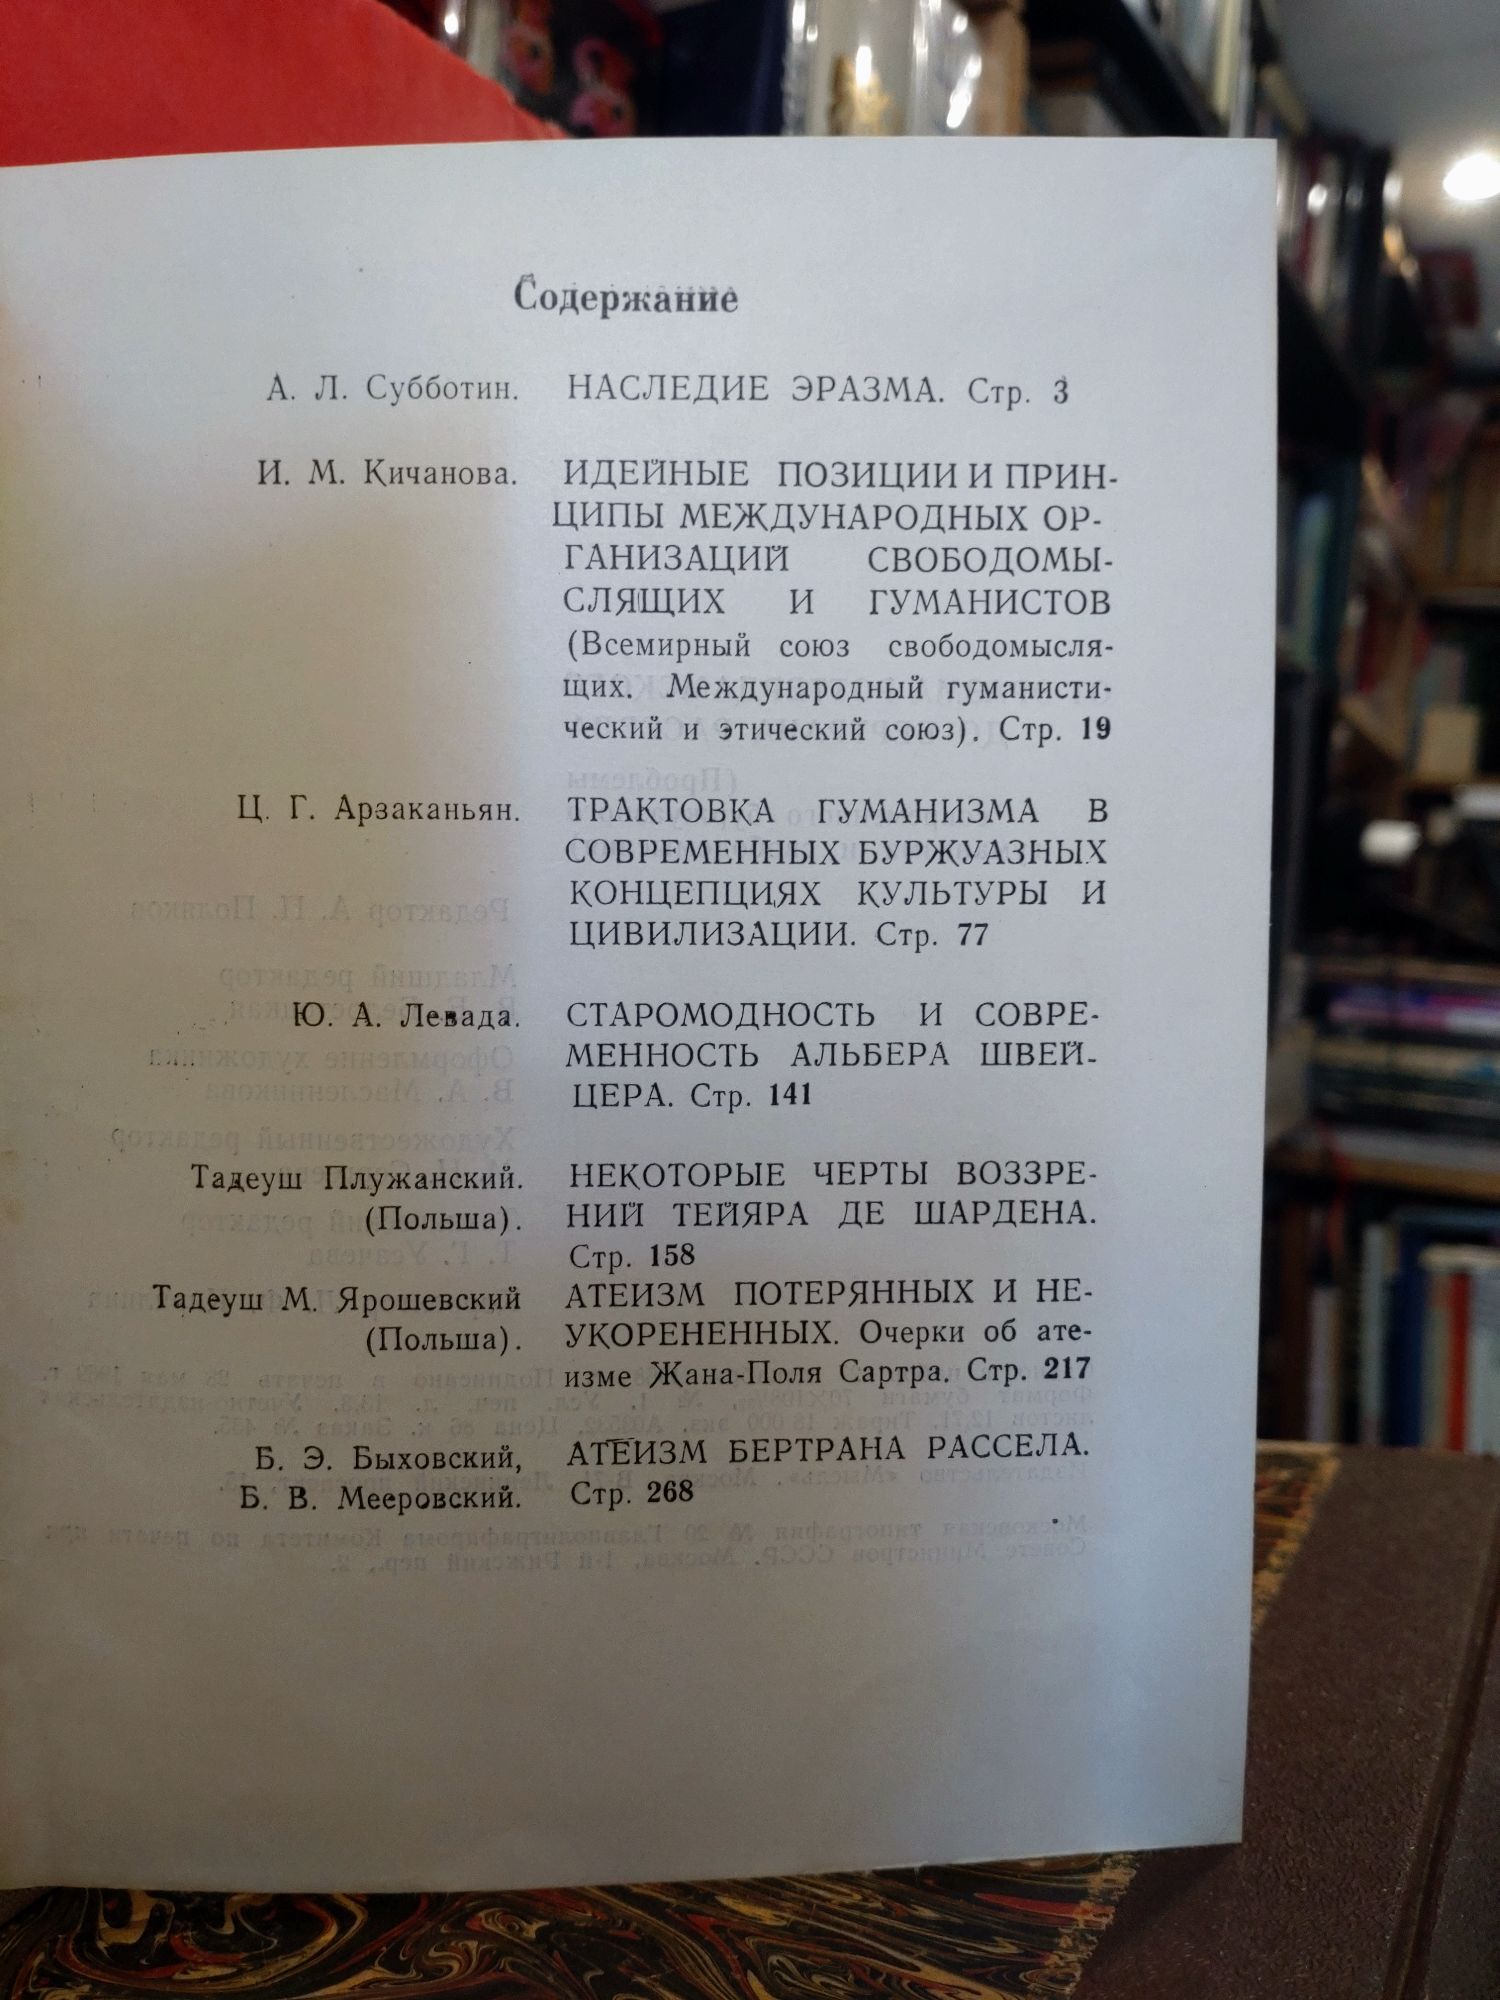 Содержание
А. Л. Субботин. НАСЛЕДИЕ ЭРАЗМА. Стр. 3
И. М. Кичанова. ИДЕЙНЫЕ ПОЗИЦИИ И ПРИН-
ЦИПЫ МЕЖДУНАРОДНЫХ ОР-
ГАНИЗАЦИЙ СВОБОДОМЫ-
СЛЯЩИХ И ГУМАНИСТОВ
(Всемирный союз свободомысля-
щих. Международный гуманисти-
ческий и этический союз). Стр. 19
Ц. Г. Арзаканьян. ТРАКТОВКА ГУМАНИЗМА В
СОВРЕМЕННЫХ БУРЖУАЗНЫХ
КОНЦЕПЦИЯХ КУЛЬТУРЫ И
ЦИВИЛИЗАЦИИ. Стр. 77
Ю. А. Левада. СТАРОМОДНОСТЬ И СОВРЕ-
МЕННОСТЬ АЛЬБЕРА ШВЕЙ-
ЦЕРА. Стр. 141
Тадеуш Плужанский. НЕКОТОРЫЕ ЧЕРТЫ ВОЗЗРЕ-
(Польша). НИЙ ТЕЙЯРА ДЕ ШАРДЕНА.
Стр. 158
Тадеуш М. Ярошевский АТЕИЗМ ПОТЕРЯННЫХ И НЕ-
(Польша). УКОРЕНЕННЫХ. Очерки об ате-
изме Жана-Поля Сартра. Стр. 217
Б. Э. Быховский, АТЕИЗМ БЕРТРАНА РАССЕЛА.
Б. В. Мееровский. Стр. 268